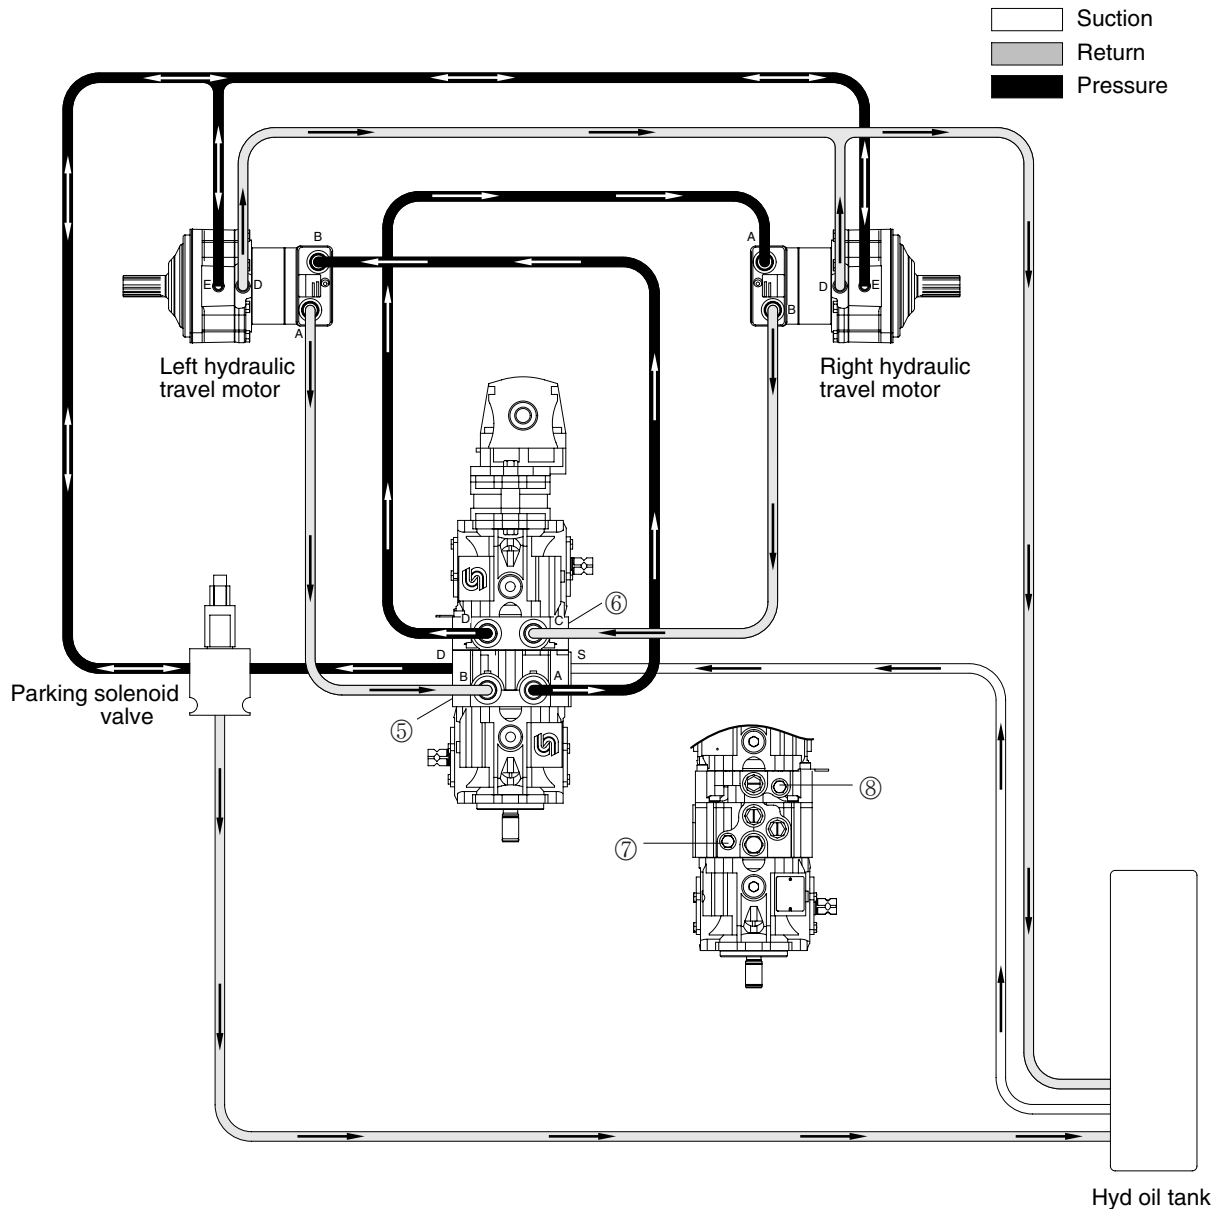 Suction
Return
Pressure
B
A
E
D
D
E
A
B
Left hydraulic
travel motor
Right hydraulic
travel motor
⑥
D
C
D
S
B
A
Parking solenoid
valve
⑤
⑧
⑦
Hyd oil tank